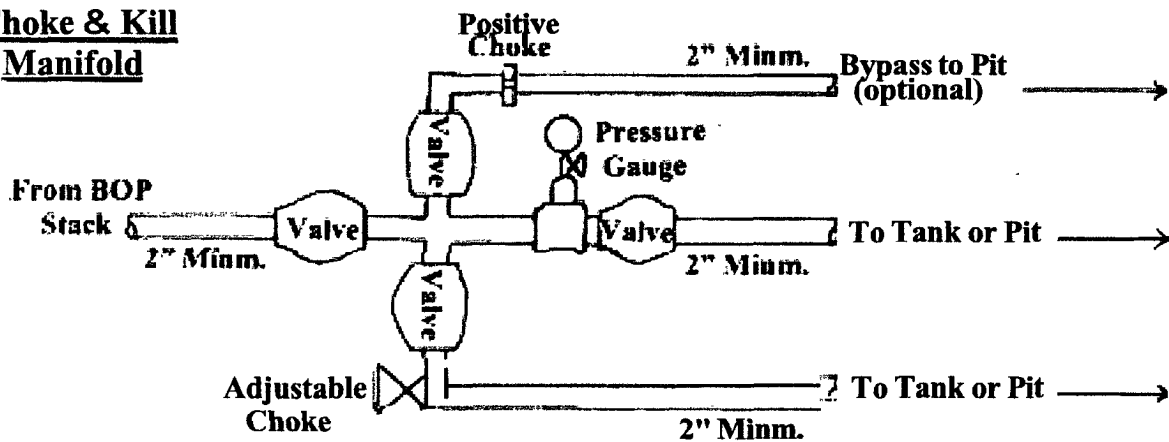 hoke & Kill
Manifold
Positive
Choke
2" Minm.
Bypass to Pit
(optional)
Valve
Pressure
Gauge
From BOP
Stack
Valve
Valve
To Tank or Pit
2" Minm.
2" Minm.
Valve
Adjustable
Choke
To Tank or Pit
2" Minm.